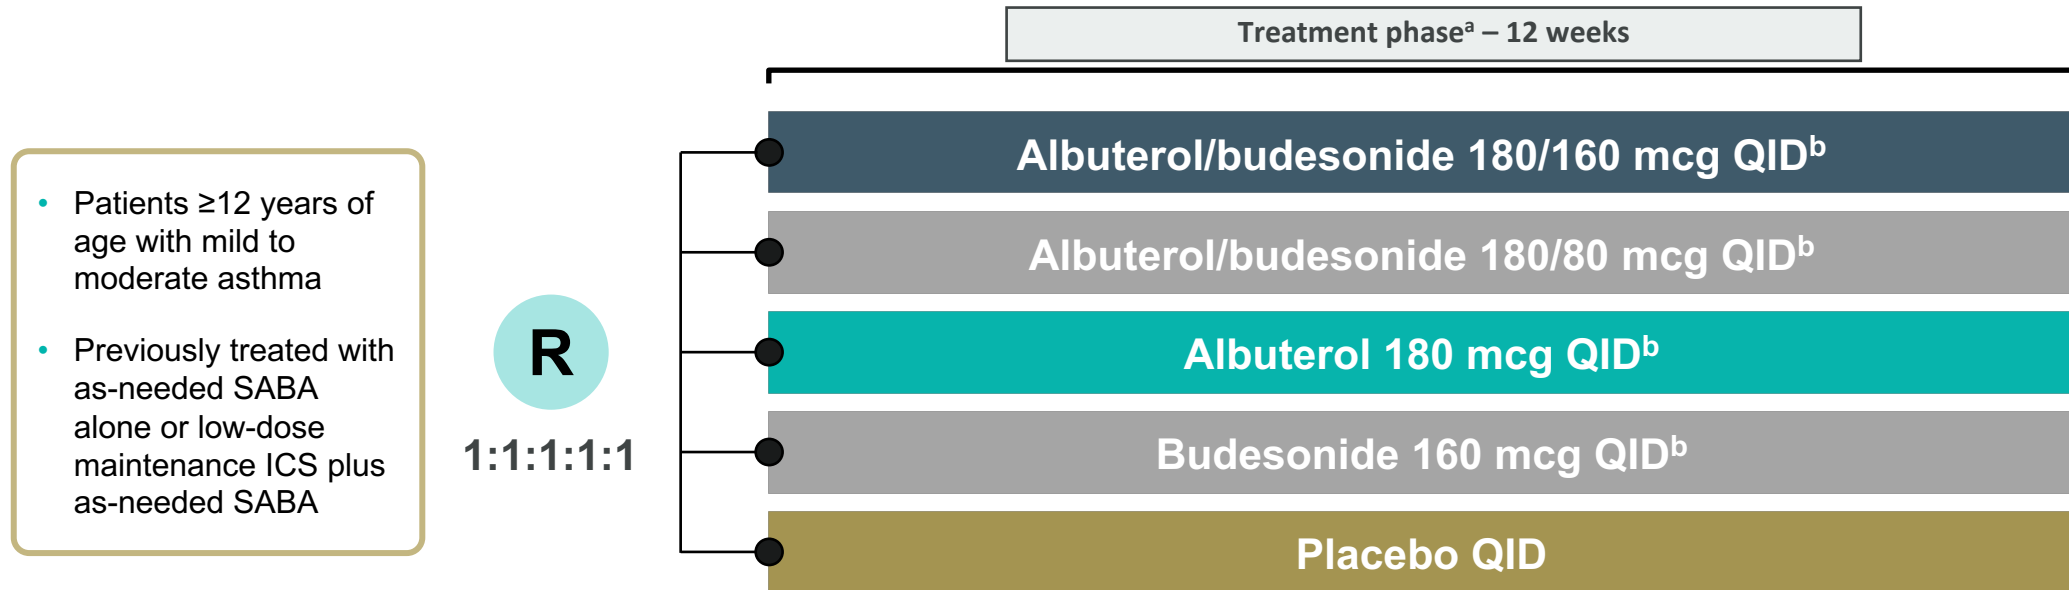 Treatment phaseᵃ – 12 weeks
• Patients ≥12 years of
age with mild to
moderate asthma
• Previously treated with
as-needed SABA
alone or low-dose
maintenance ICS plus
as-needed SABA
R
1:1:1:1:1
Albuterol/budesonide 180/160 mcg QIDᵇ
Albuterol/budesonide 180/80 mcg QIDᵇ
Albuterol 180 mcg QIDᵇ
Budesonide 160 mcg QIDᵇ
Placebo QID